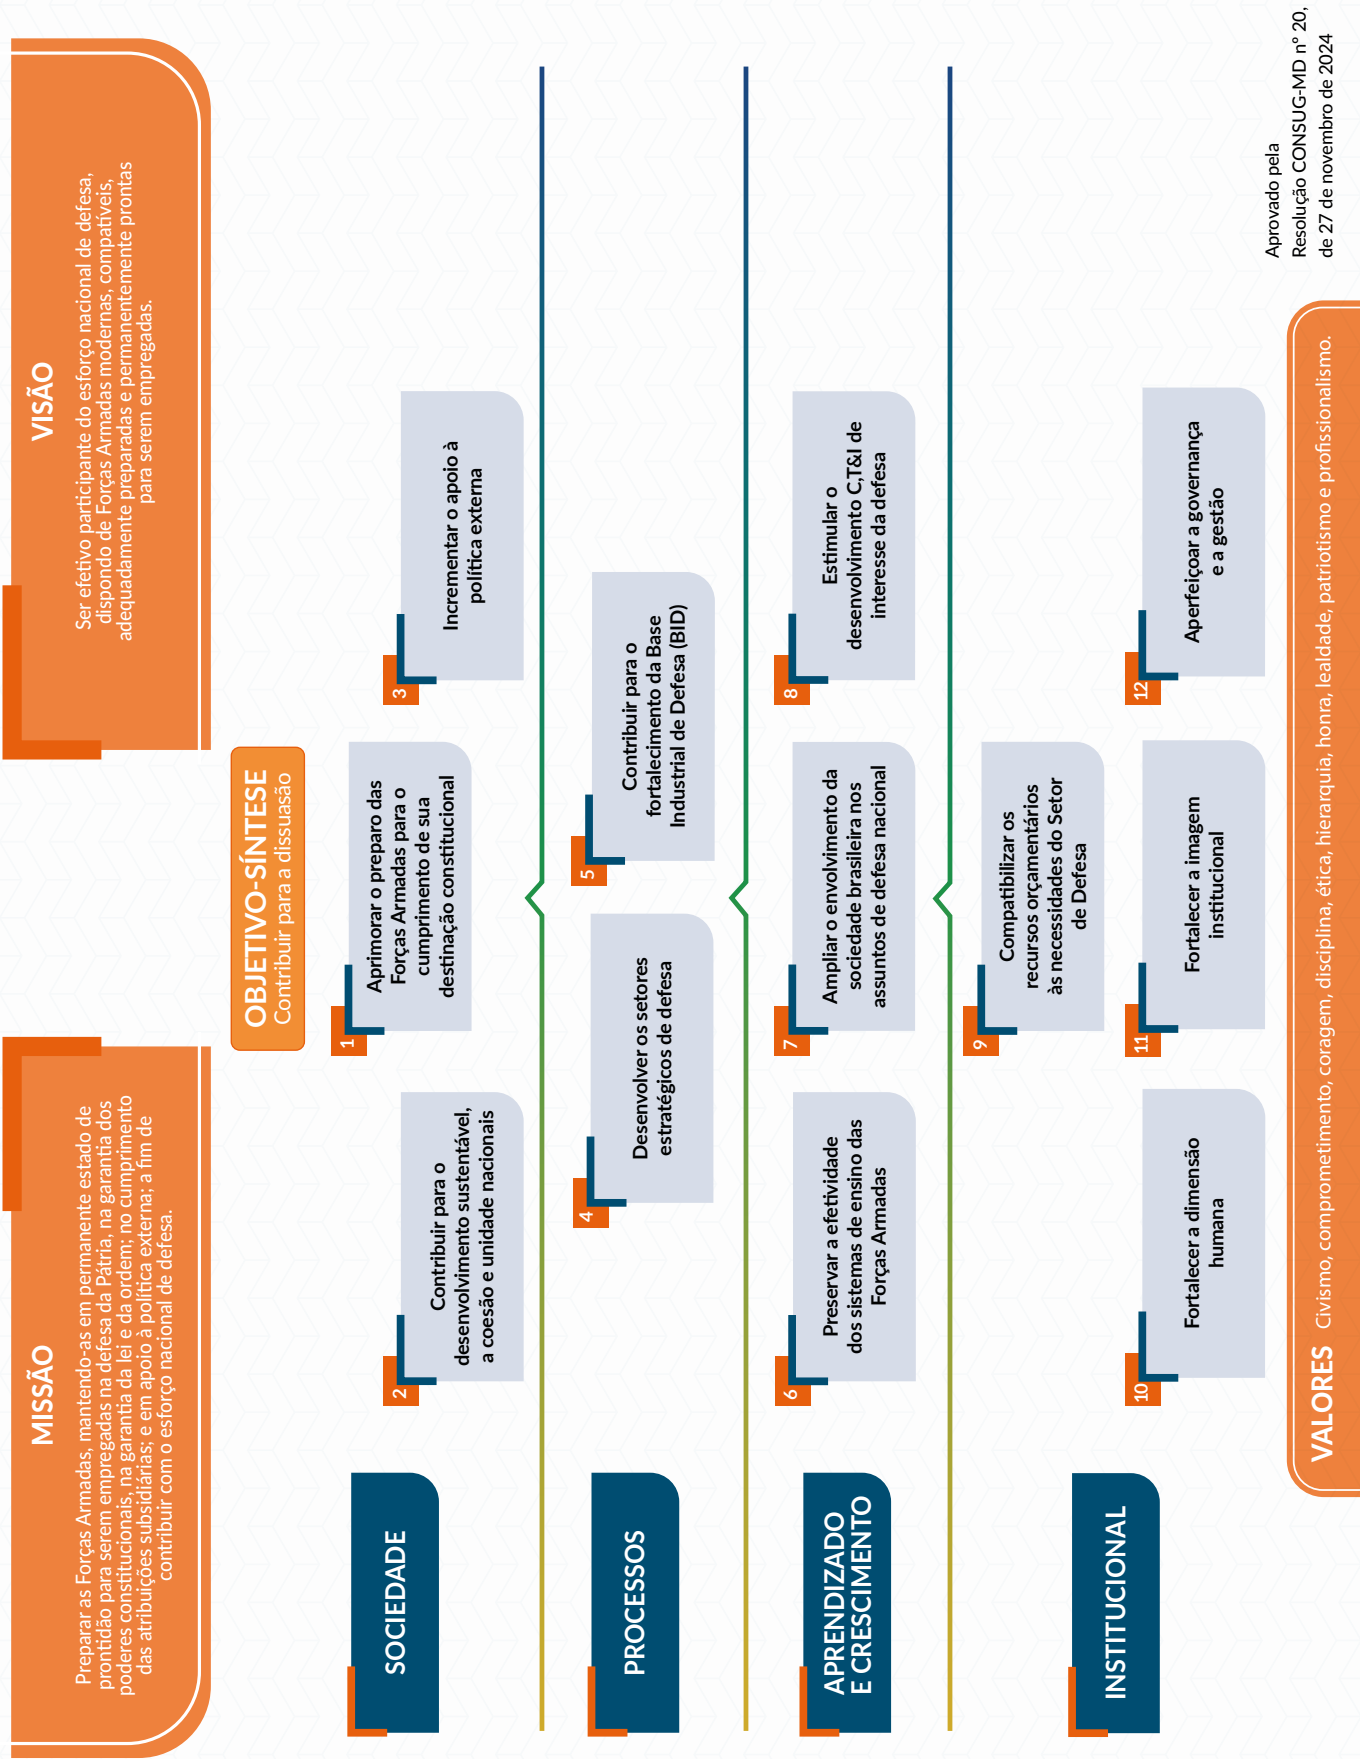 MISSÃO
Preparar as Forças Armadas, mantendo-as em permanente estado de
prontidão para serem empregadas na defesa da Pátria, na garantia dos
poderes constitucionais, na garantia da lei e da ordem; no cumprimento
das atribuições subsidiárias; e em apoio à política externa; a fim de
contribuir com o esforço nacional de defesa.
VISÃO
Ser efetivo participante do esforço nacional de defesa,
dispondo de Forças Armadas modernas, compatíveis,
adequadamente preparadas e permanentemente prontas
para serem empregadas.
OBJETIVO-SÍNTESE
Contribuir para a dissuasão
SOCIEDADE
2
Contribuir para o
desenvolvimento sustentável,
a coesão e unidade nacionais
1
Aprimorar o preparo das
Forças Armadas para o
cumprimento de sua
destinação constitucional
3
Incrementar o apoio à
política externa
PROCESSOS
4
Desenvolver os setores
estratégicos de defesa
5
Contribuir para o
fortalecimento da Base
Industrial de Defesa (BID)
APRENDIZADO
E CRESCIMENTO
6
Preservar a efetividade
dos sistemas de ensino das
Forças Armadas
7
Ampliar o envolvimento da
sociedade brasileira nos
assuntos de defesa nacional
8
Estimular o
desenvolvimento C,T&I de
interesse da defesa
INSTITUCIONAL
9
Compatibilizar os
recursos orçamentários
às necessidades do Setor
de Defesa
10
Fortalecer a dimensão
humana
11
Fortalecer a imagem
institucional
12
Aperfeiçoar a governança
e a gestão
VALORES Civismo, comprometimento, coragem, disciplina, ética, hierarquia, honra, lealdade, patriotismo e profissionalismo.
Aprovado pela
Resolução CONSUG-MD nº 20,
de 27 de novembro de 2024